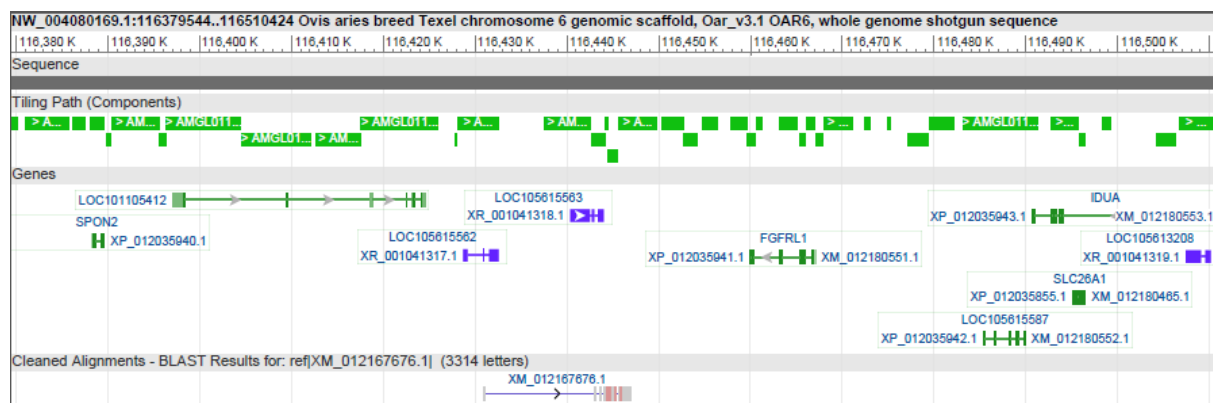 NW_004080169.1:116379544..116510424 Ovis aries breed Texel chromosome 6 genomic scaffold, Oar_v3.1 OAR6, whole genome shotgun sequence
116,380 K 116,390 K 116,400 K 116,410 K 116,420 K 116,430 K 116,440 K 116,450 K 116,460 K 116,470 K 116,480 K 116,490 K 116,500 K
Sequence
Tiling Path (Components)
> A... > AM... > AMGL011... > AMGL011... > A... > AM... > A... > ... > AMGL011... > ... > ...
> AMGL01... > AM...
Genes
LOC101105412 LOC105615563 IDUA
XR_001041318.1 XP_012035943.1 XM_012180553.1
SPON2 LOC105615562 FGFRL1 LOC105613208
XP_012035940.1 XR_001041317.1 XP_012035941.1 XM_012180551.1 XR_001041319.1
SLC26A1
XP_012035855.1 XM_012180465.1
LOC105615587
XP_012035942.1 XM_012180552.1
Cleaned Alignments - BLAST Results for: ref|XM_012167676.1| (3314 letters)
XM_012167676.1